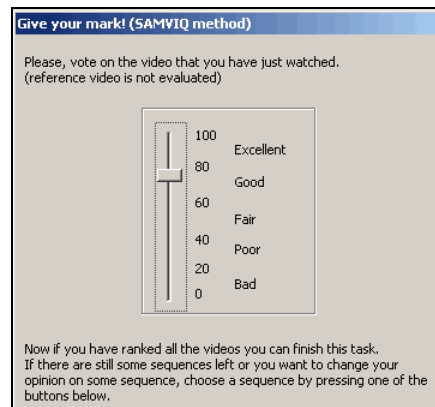 Give your mark! (SAMVIQ method)
Please, vote on the video that you have just watched.
(reference video is not evaluated)
100
Excellent
80
Good
60
Fair
40
Poor
20
Bad
0
Now if you have ranked all the videos you can finish this task.
If there are still some sequences left or you want to change your
opinion on some sequence, choose a sequence by pressing one of the
buttons below.